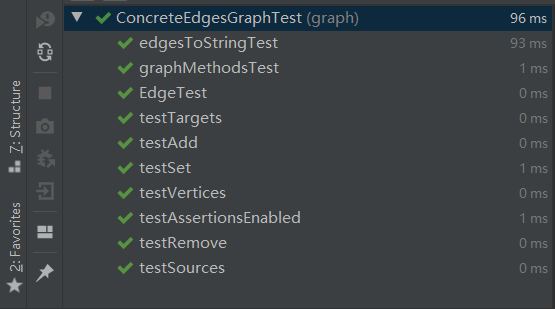 ConcreteEdgesGraphTest (graph) 96 ms
edgesToStringTest 93 ms
graphMethodsTest 1 ms
EdgeTest 0 ms
testTargets 0 ms
testAdd 0 ms
testSet 1 ms
testVertices 0 ms
testAssertionsEnabled 1 ms
testRemove 0 ms
testSources 0 ms
7: Structure
2: Favorites